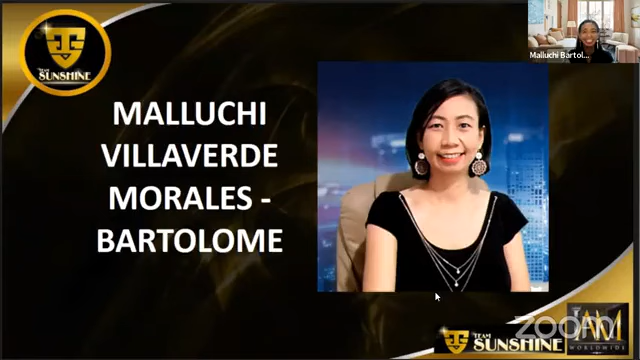 TEAM
SUNSHINE
MALLUCHI
VILLAVERDE
MORALES -
BARTOLOME
Malluchi Bartol...
TEAM
SUNSHINE
zoom
IAM
WORLDWIDE